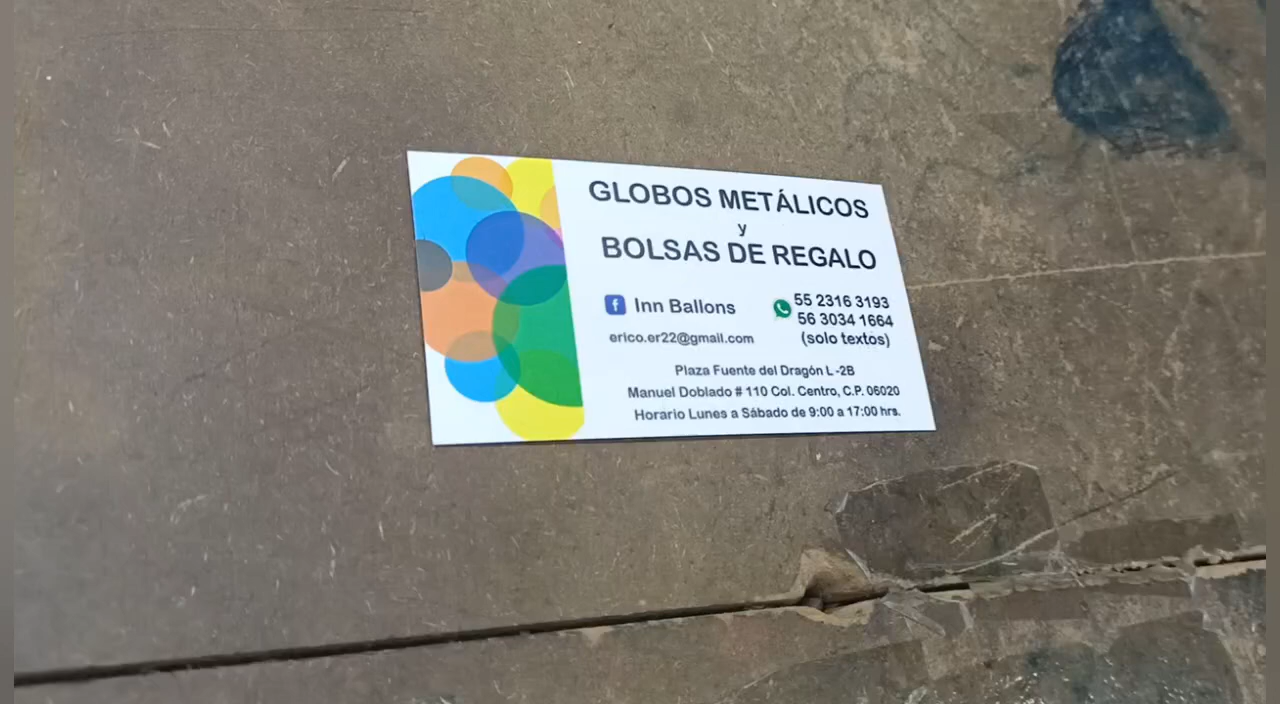 GLOBOS METÁLICOS
y
BOLSAS DE REGALO
Inn Ballons
erico.er22@gmail.com
55 2316 3193
56 3034 1664
(solo textos)
Plaza Fuente del Dragón L-2B
Manuel Doblado # 110 Col. Centro, C.P. 06020
Horario Lunes a Sábado de 9:00 a 17:00 hrs.